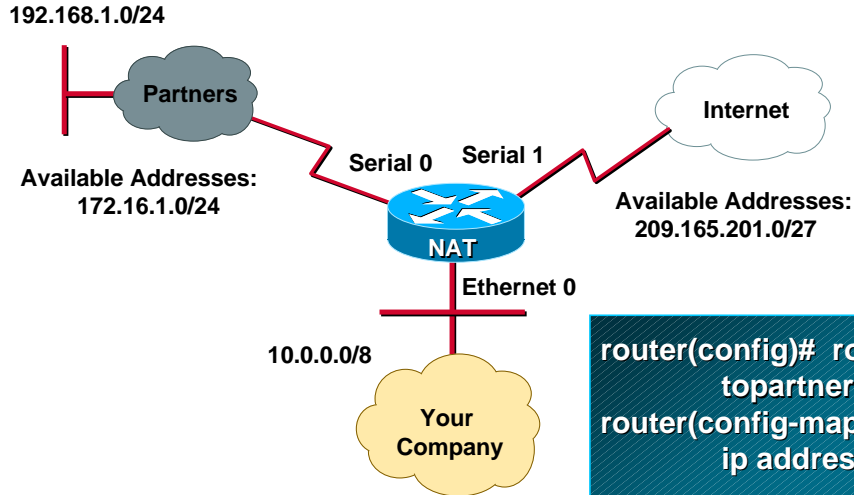 192.168.1.0/24
Partners
Internet
Serial 0
Serial 1
Available Addresses:
172.16.1.0/24
Available Addresses:
209.165.201.0/27
NAT
Ethernet 0
10.0.0.0/8
Your
Company
router(config)#
topartner
router(config-map
ip